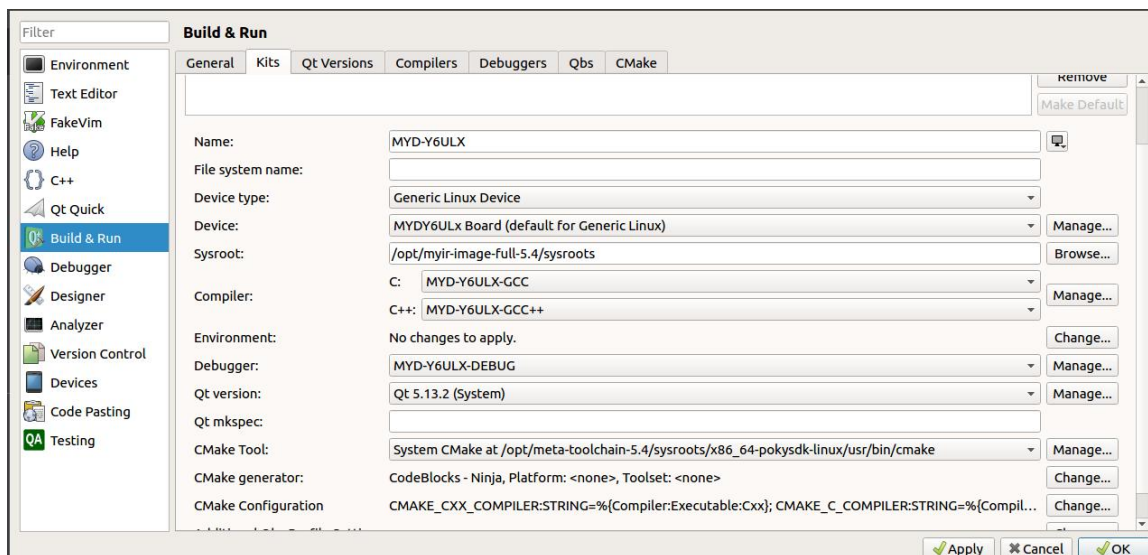 Filter
Build & Run
Environment
Text Editor
FakeVim
Help
C++
Qt Quick
Build & Run
Debugger
Designer
Analyzer
Version Control
Devices
Code Pasting
QA Testing
General Kits Qt Versions Compilers Debuggers Qbs CMake
Remove
Make Default
Name: MYD-Y6ULX
File system name:
Device type: Generic Linux Device
Device: MYDY6ULx Board (default for Generic Linux) Manage...
Sysroot: /opt/myir-image-full-5.4/sysroots Browse...
Compiler: C: MYD-Y6ULX-GCC Manage...
C++: MYD-Y6ULX-GCC++
Environment: No changes to apply. Change...
Debugger: MYD-Y6ULX-DEBUG Manage...
Qt version: Qt 5.13.2 (System) Manage...
Qt mkspec:
CMake Tool: System CMake at /opt/meta-toolchain-5.4/sysroots/x86_64-pokysdk-linux/usr/bin/cmake Manage...
CMake generator: CodeBlocks - Ninja, Platform: <none>, Toolset: <none> Change...
CMake Configuration CMAKE_CXX_COMPILER:STRING=%{Compiler:Executable:Cxx}; CMAKE_C_COMPILER:STRING=%{Compil... Change...
Apply Cancel OK